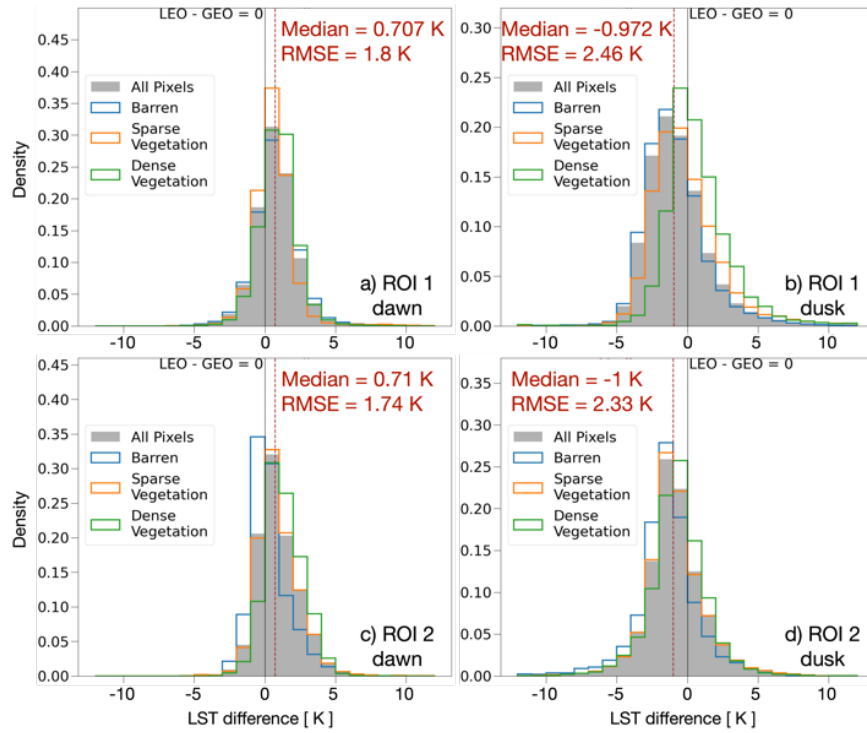 LEO - GEO = 0
Median = 0.707 K
RMSE = 1.8 K
All Pixels
Barren
Sparse
Vegetation
Dense
Vegetation
Density
0.45
0.40
0.35
0.30
0.25
0.20
0.15
0.10
0.05
0.00
-10
-5
0
5
10
a) ROI 1
dawn
LEO - GEO = 0
Median = -0.972 K
RMSE = 2.46 K
All Pixels
Barren
Sparse
Vegetation
Dense
Vegetation
0.30
0.25
0.20
0.15
0.10
0.05
0.00
-10
-5
0
5
10
b) ROI 1
dusk
LEO - GEO = 0
Median = 0.71 K
RMSE = 1.74 K
All Pixels
Barren
Sparse
Vegetation
Dense
Vegetation
Density
0.45
0.40
0.35
0.30
0.25
0.20
0.15
0.10
0.05
0.00
-10
-5
0
5
10
LST difference [ K ]
c) ROI 2
dawn
LEO - GEO = 0
Median = -1 K
RMSE = 2.33 K
All Pixels
Barren
Sparse
Vegetation
Dense
Vegetation
0.35
0.30
0.25
0.20
0.15
0.10
0.05
0.00
-10
-5
0
5
10
LST difference [ K ]
d) ROI 2
dusk